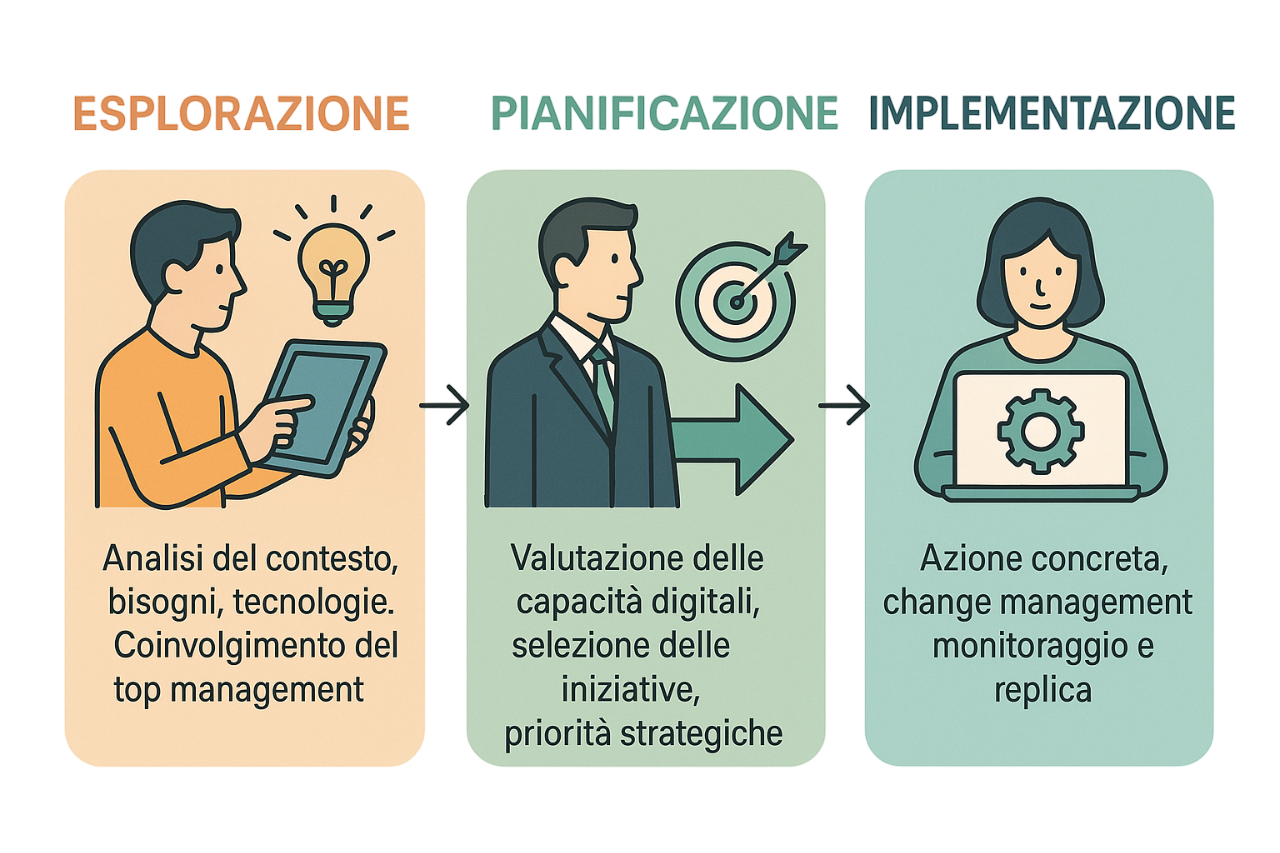 ESPLORAZIONE
Analisi del contesto,
bisogni, tecnologie.
Coinvolgimento del
top management
PIANIFICAZIONE
Valutazione delle
capacità digitali,
selezione delle
iniziative,
priorità strategiche
IMPLEMENTAZIONE
Azione concreta,
change management
monitoraggio e
replica